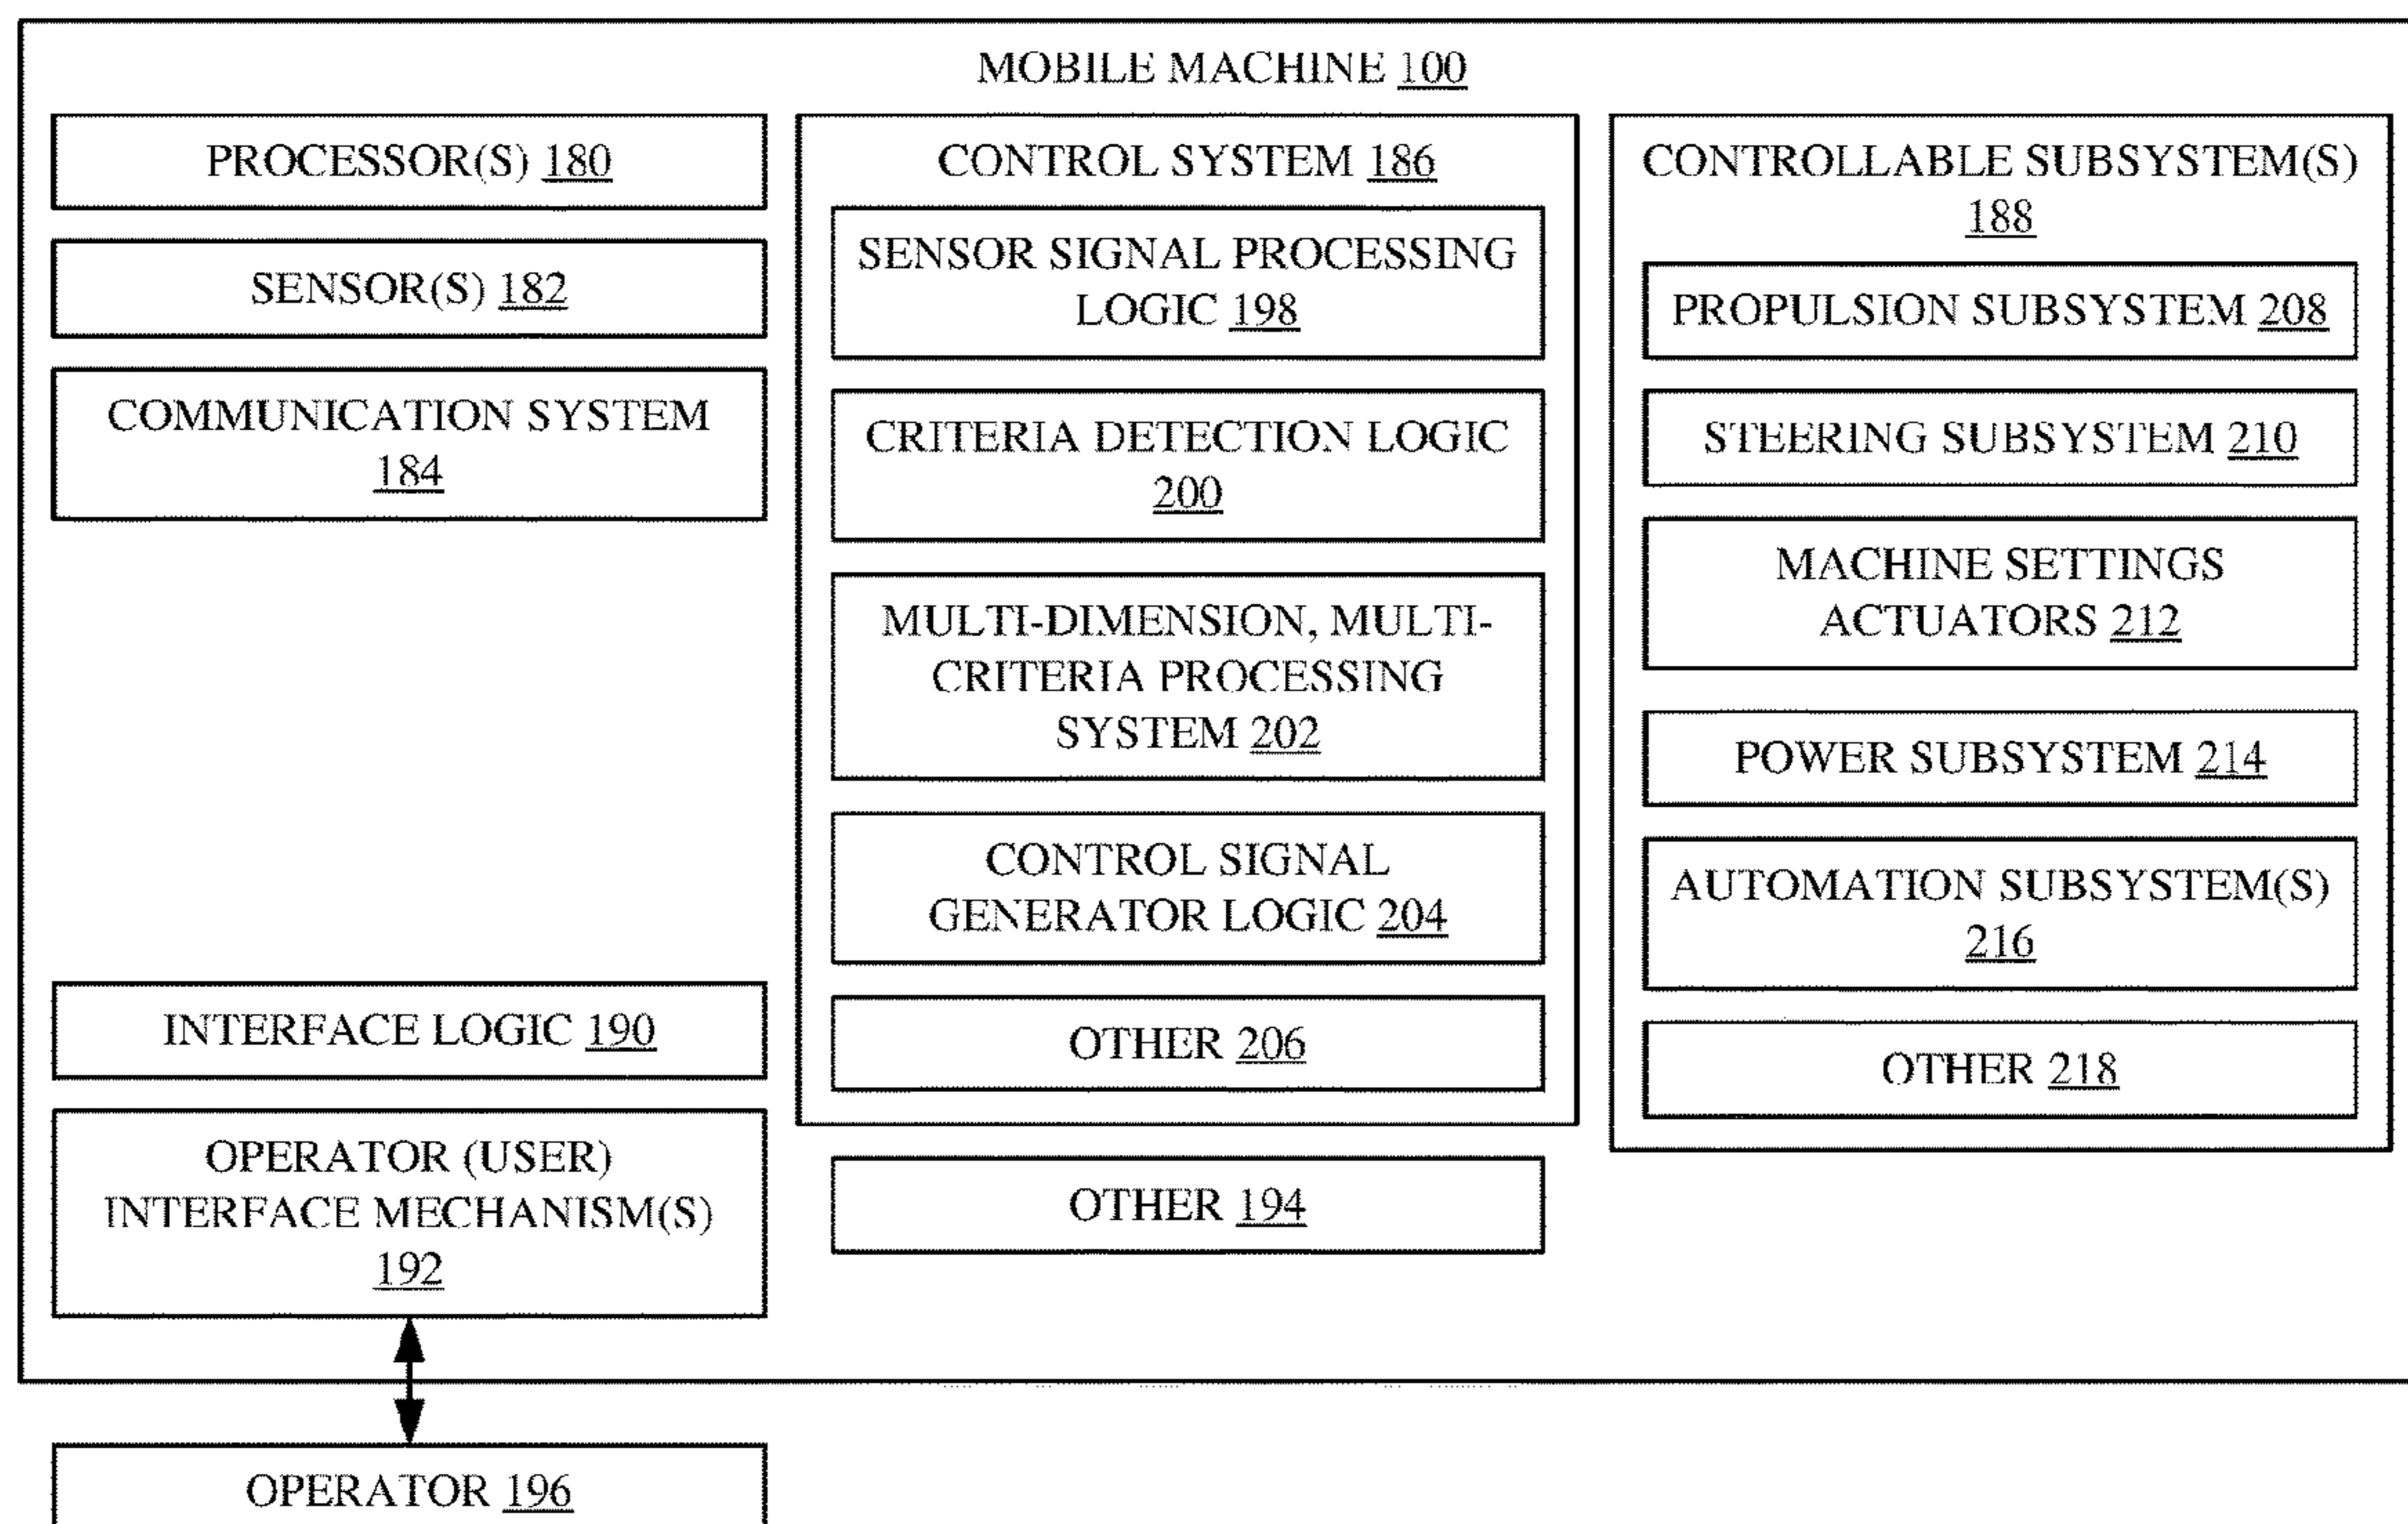 MOBILE MACHINE 100
PROCESSOR(S) 180
SENSOR(S) 182
COMMUNICATION SYSTEM
184
INTERFACE LOGIC 190
OPERATOR (USER)
INTERFACE MECHANISM(S)
192
OPERATOR 196
CONTROL SYSTEM 186
SENSOR SIGNAL PROCESSING
LOGIC 198
CRITERIA DETECTION LOGIC
200
MULTI-DIMENSION, MULTI-
CRITERIA PROCESSING
SYSTEM 202
CONTROL SIGNAL
GENERATOR LOGIC 204
OTHER 206
OTHER 194
CONTROLLABLE SUBSYSTEM(S)
188
PROPULSION SUBSYSTEM 208
STEERING SUBSYSTEM 210
MACHINE SETTINGS
ACTUATORS 212
POWER SUBSYSTEM 214
AUTOMATION SUBSYSTEM(S)
216
OTHER 218